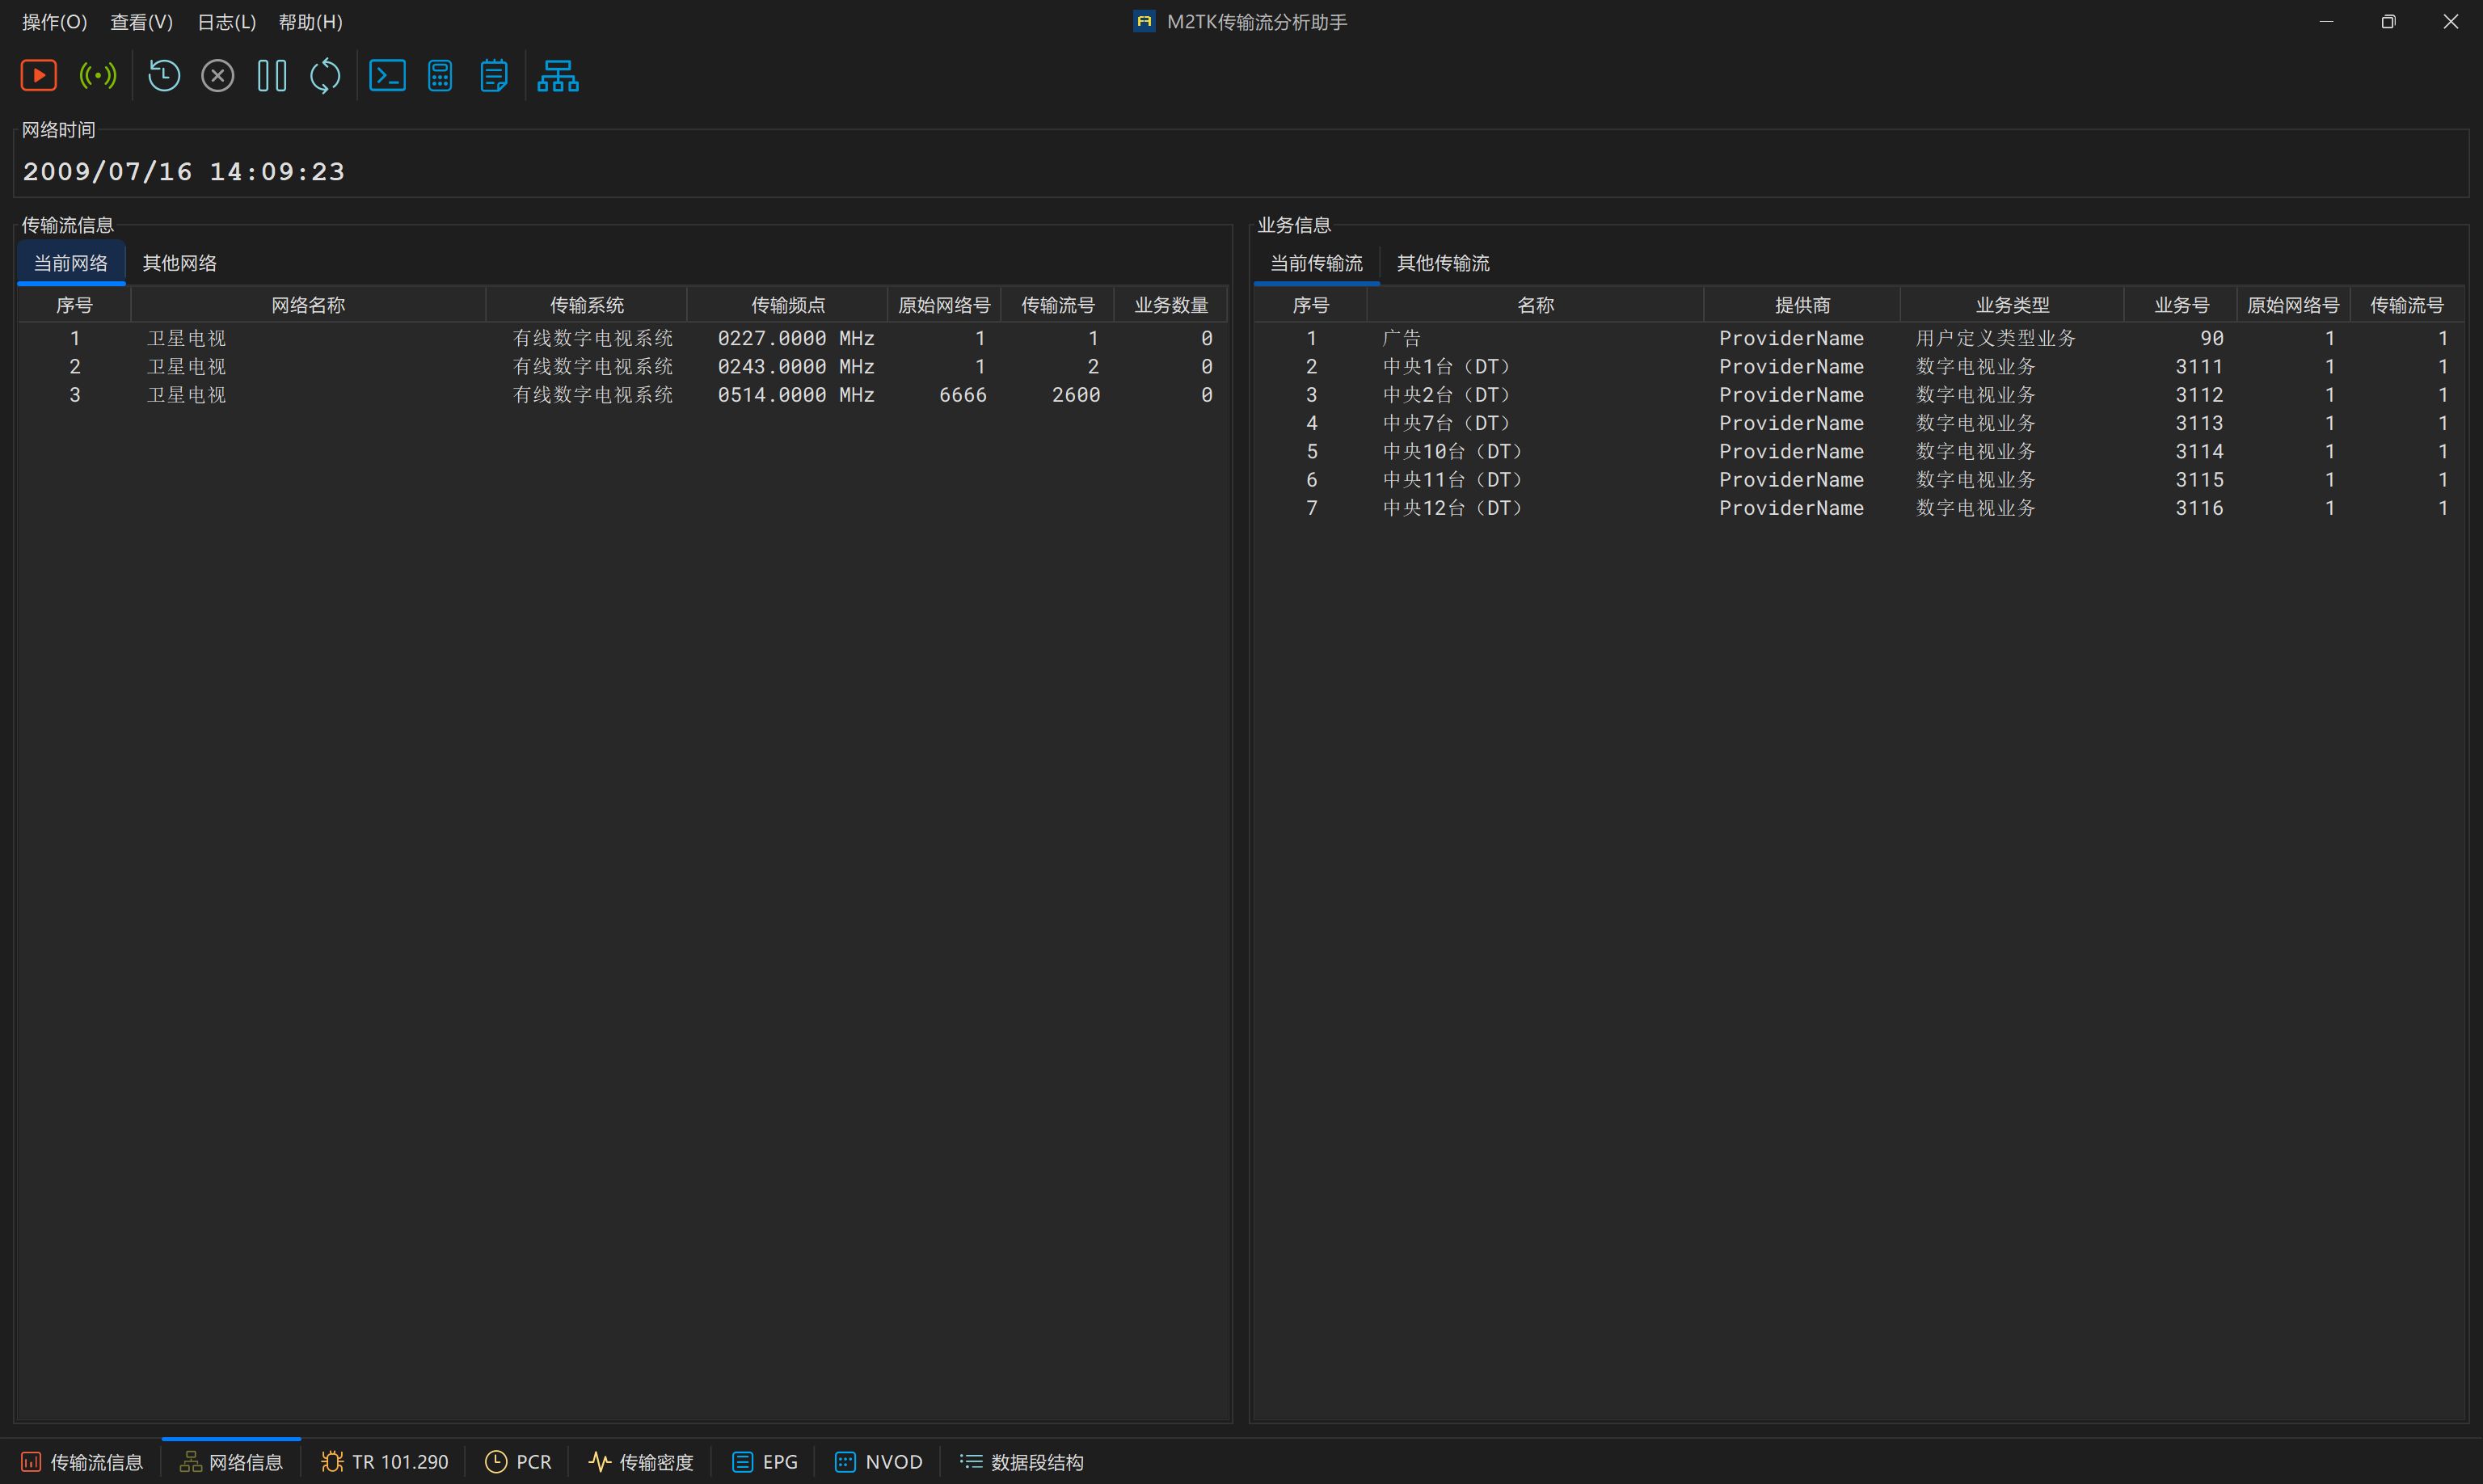 操作(O) 查看(V) 日志(L) 帮助(H) M2TK传输流分析助手
网络时间
2009/07/16 14:09:23
传输流信息
当前网络 其他网络
序号 网络名称 传输系统 传输频点 原始网络号 传输流号 业务数量
1 卫星电视 有线数字电视系统 0227.0000 MHz 1 1 0
2 卫星电视 有线数字电视系统 0243.0000 MHz 1 2 0
3 卫星电视 有线数字电视系统 0514.0000 MHz 6666 2600 0
业务信息
当前传输流 其他传输流
序号 名称 提供商 业务类型 业务号 原始网络号 传输流号
1 广告 ProviderName 用户定义类型业务 90 1 1
2 中央1台（DT） ProviderName 数字电视业务 3111 1 1
3 中央2台（DT） ProviderName 数字电视业务 3112 1 1
4 中央7台（DT） ProviderName 数字电视业务 3113 1 1
5 中央10台（DT） ProviderName 数字电视业务 3114 1 1
6 中央11台（DT） ProviderName 数字电视业务 3115 1 1
7 中央12台（DT） ProviderName 数字电视业务 3116 1 1
传输流信息 网络信息 TR 101.290 PCR 传输密度 EPG NVOD 数据段结构